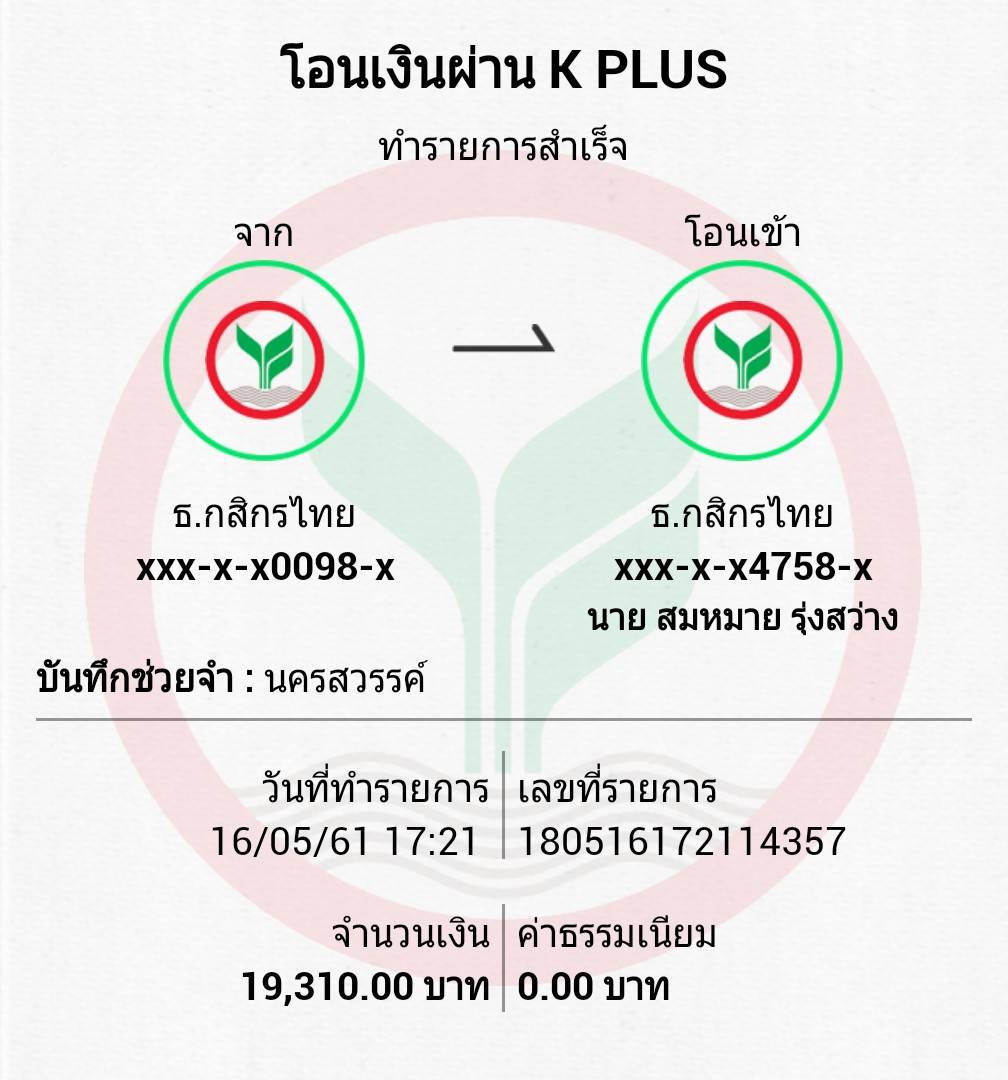 โอนเงินผ่าน K PLUS
ทำรายการสำเร็จ
จาก
โอนเข้า
ธ.กสิกรไทย
xxx-x-x0098-x
ธ.กสิกรไทย
xxx-x-x4758-x
นาย สมหมาย รุ่งสว่าง
บันทึกช่วยจำ : นครสวรรค์
วันที่ทำรายการ
16/05/61 17:21
เลขที่รายการ
180516172114357
จำนวนเงิน
19,310.00 บาท
ค่าธรรมเนียม
0.00 บาท